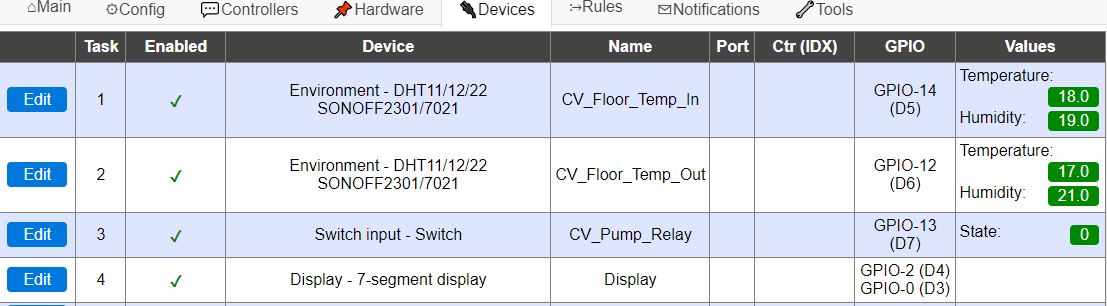 Main Config Controllers Hardware Devices Rules Notifications Tools
Task Enabled Device Name Port Ctr (IDX) GPIO Values
Edit 1 ✓ Environment - DHT11/12/22 SONOFF2301/7021 CV_Floor_Temp_In GPIO-14 (D5) Temperature: 18.0 Humidity: 19.0
Edit 2 ✓ Environment - DHT11/12/22 SONOFF2301/7021 CV_Floor_Temp_Out GPIO-12 (D6) Temperature: 17.0 Humidity: 21.0
Edit 3 ✓ Switch input - Switch CV_Pump_Relay GPIO-13 (D7) State: 0
Edit 4 ✓ Display - 7-segment display Display GPIO-2 (D4) GPIO-0 (D3)